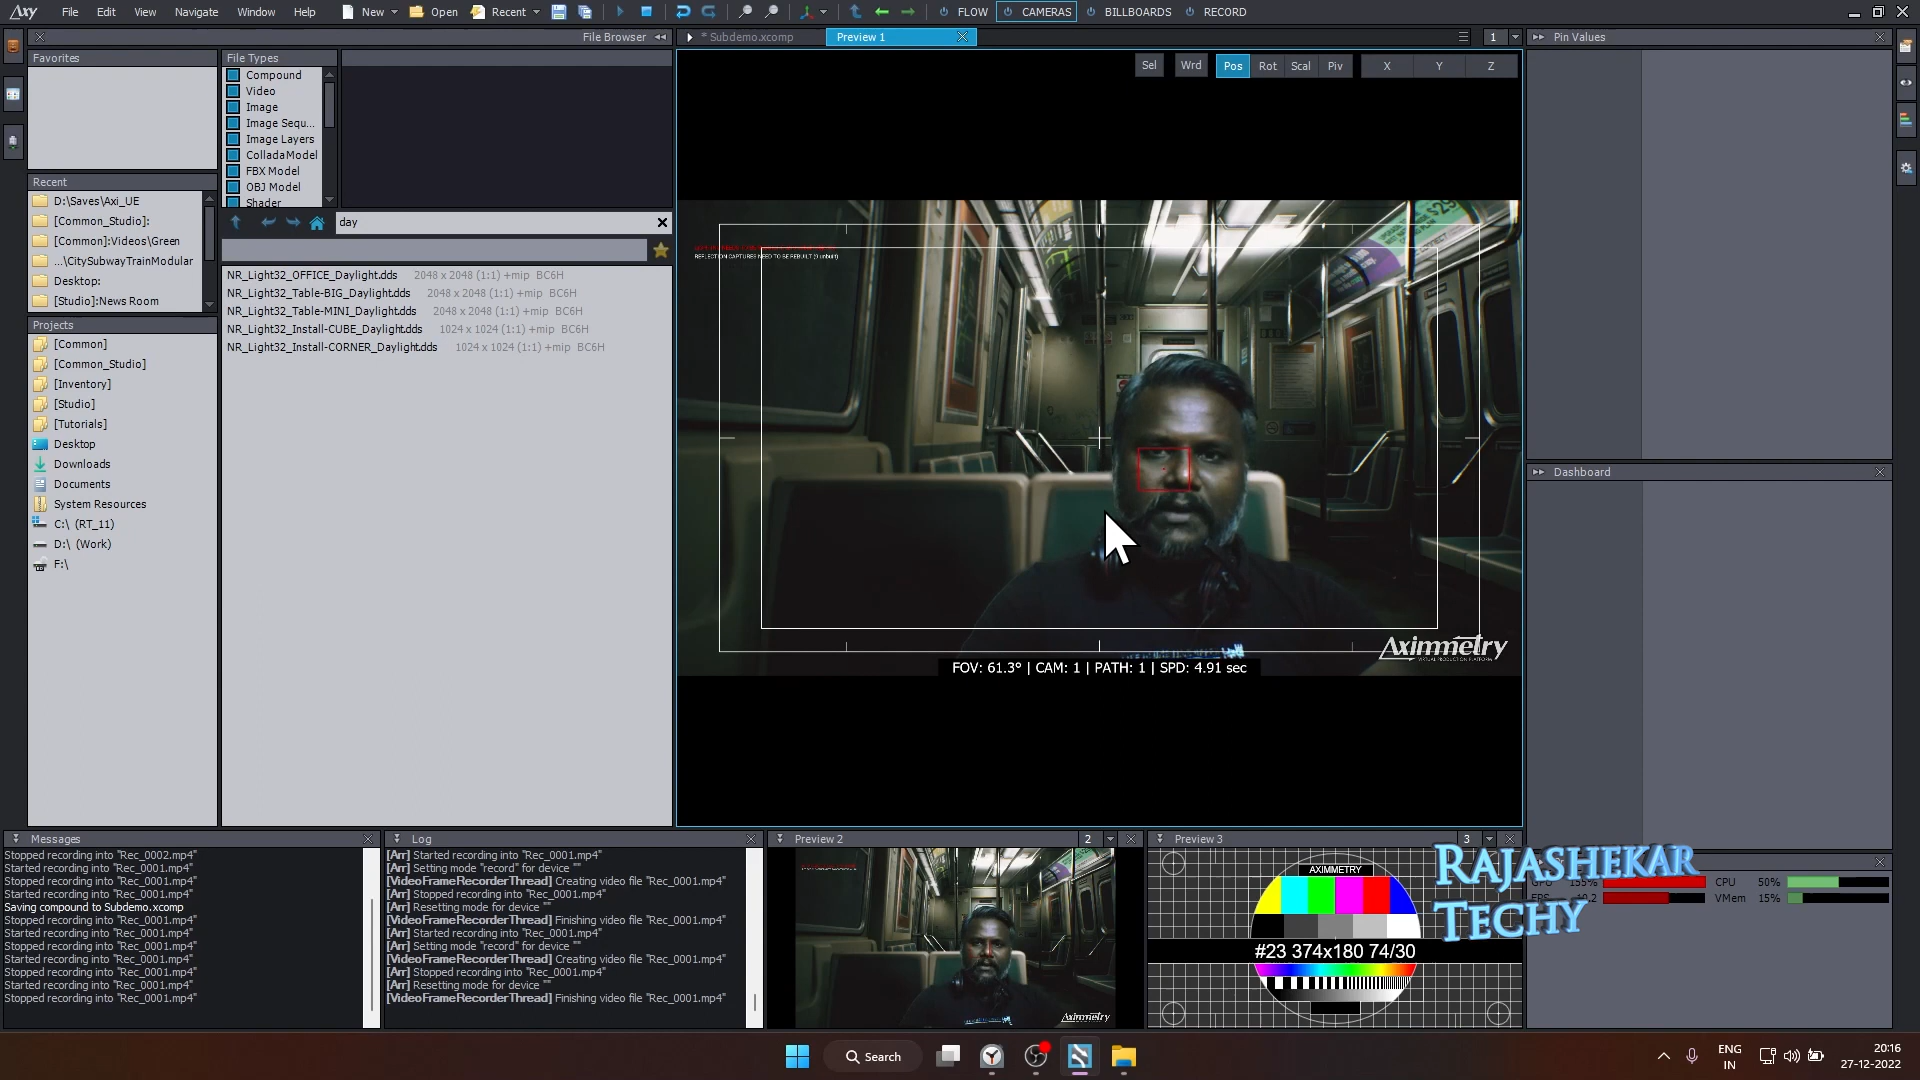 Axy File Edit View Navigate Window Help New Open Recent FLOW CAMERAS BILLBOARDS RECORD
File Browser
* Subdemo.xcomp
Preview 1
1
Pin Values
Favorites
File Types
Compound
Video
Image
Image Sequ...
Image Layers
ColladaModel
FBX Model
OBJ Model
Shader
Sel Wrd Pos Rot Scal Piv X Y Z
Recent
D:\Saves\Axi_UE
[Common_Studio]:
[Common]:Videos\Green
...\CitySubwayTrainModular
Desktop:
[Studio]:News Room
day
NR_Light32_OFFICE_Daylight.dds 2048 x 2048 (1:1) +mip BC6H
NR_Light32_Table-BIG_Daylight.dds 2048 x 2048 (1:1) +mip BC6H
NR_Light32_Table-MINI_Daylight.dds 2048 x 2048 (1:1) +mip BC6H
NR_Light32_Install-CUBE_Daylight.dds 1024 x 1024 (1:1) +mip BC6H
NR_Light32_Install-CORNER_Daylight.dds 1024 x 1024 (1:1) +mip BC6H
Projects
[Common]
[Common_Studio]
[Inventory]
[Studio]
[Tutorials]
Desktop
Downloads
Documents
System Resources
C:\ (RT_11)
D:\ (Work)
F:\
REFLECTION CAPTURES NEED TO BE REBUILT (1 unbuilt)
Aximmetry
VIRTUAL PRODUCTION PLATFORM
FOV: 61.3° | CAM: 1 | PATH: 1 | SPD: 4.91 sec
Dashboard
Messages
Stopped recording into "Rec_0002.mp4"
Started recording into "Rec_0001.mp4"
Stopped recording into "Rec_0001.mp4"
Started recording into "Rec_0001.mp4"
Saving compound to Subdemo.xcomp
Stopped recording into "Rec_0001.mp4"
Started recording into "Rec_0001.mp4"
Stopped recording into "Rec_0001.mp4"
Started recording into "Rec_0001.mp4"
Stopped recording into "Rec_0001.mp4"
Started recording into "Rec_0001.mp4"
Stopped recording into "Rec_0001.mp4"
Log
[Arr] Started recording into "Rec_0001.mp4"
[Arr] Setting mode "record" for device ""
[VideoFrameRecorderThread] Creating video file "Rec_0001.mp4"
[Arr] Stopped recording into "Rec_0001.mp4"
[Arr] Resetting mode for device ""
[VideoFrameRecorderThread] Finishing video file "Rec_0001.mp4"
[Arr] Started recording into "Rec_0001.mp4"
[Arr] Setting mode "record" for device ""
[VideoFrameRecorderThread] Creating video file "Rec_0001.mp4"
[Arr] Stopped recording into "Rec_0001.mp4"
[Arr] Resetting mode for device ""
[VideoFrameRecorderThread] Finishing video file "Rec_0001.mp4"
Preview 2
2
Aximmetry
Preview 3
3
AXIMMETRY
#23 374x180 74/30
RAJASHEKAR
TECHY
GPU 155% CPU 50%
VMem 15%
Search
ENG
IN
20:16
27-12-2022